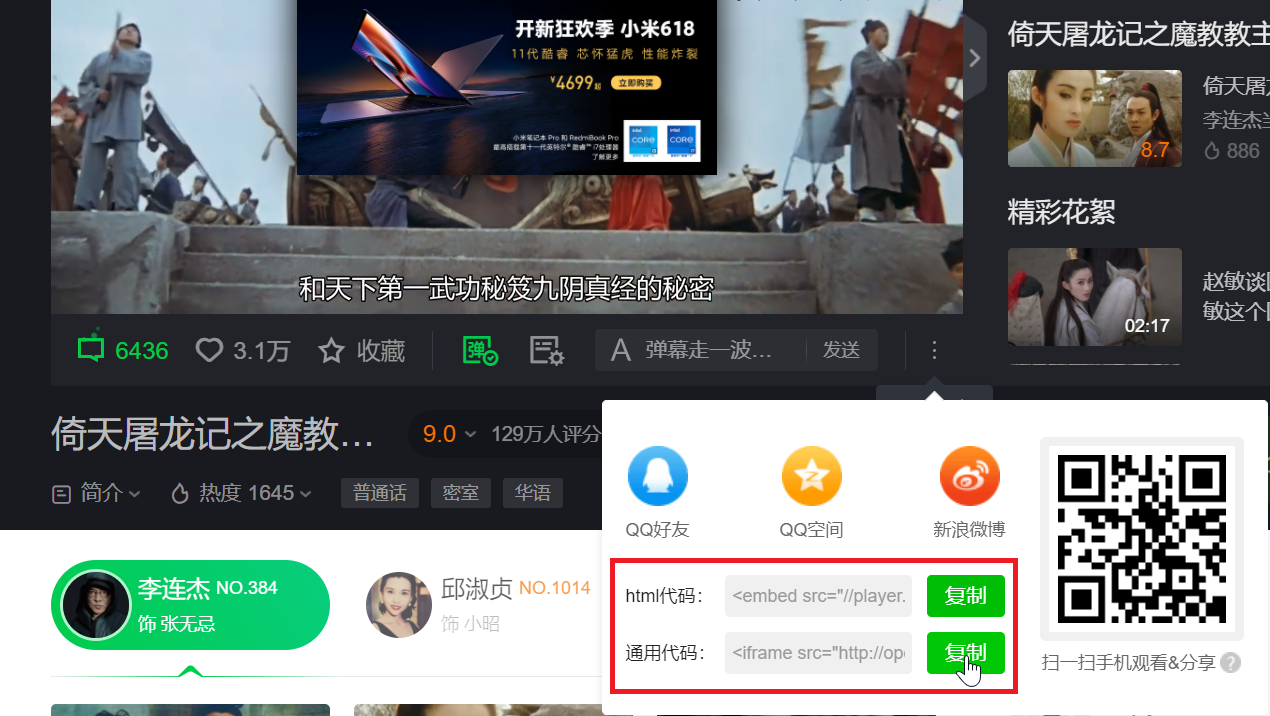 开新狂欢季 小米618
11代酷睿 芯怀猛虎 性能炸裂
¥4699起 立即购买
小米笔记本 Pro 和 RedmiBook Pro
最高搭载第十一代英特尔® 酷睿™ i7处理器
了解更多
intel CORE i5
intel CORE i7
和天下第一武功秘笈九阴真经的秘密
6436 3.1万 收藏 弹 A 弹幕走一波… 发送
倚天屠龙记之魔教教主
倚天屠龙
李连杰
8.7 886
精彩花絮
赵敏谈
敏这个
02:17
倚天屠龙记之魔教… 9.0 129万人评分
简介 热度 1645 普通话 密室 华语
李连杰 NO.384
饰 张无忌
邱淑贞 NO.1014
饰 小昭
QQ好友 QQ空间 新浪微博
html代码： <embed src="//player. 复制
通用代码： <iframe src="http://ope 复制
扫一扫手机观看&分享 ?